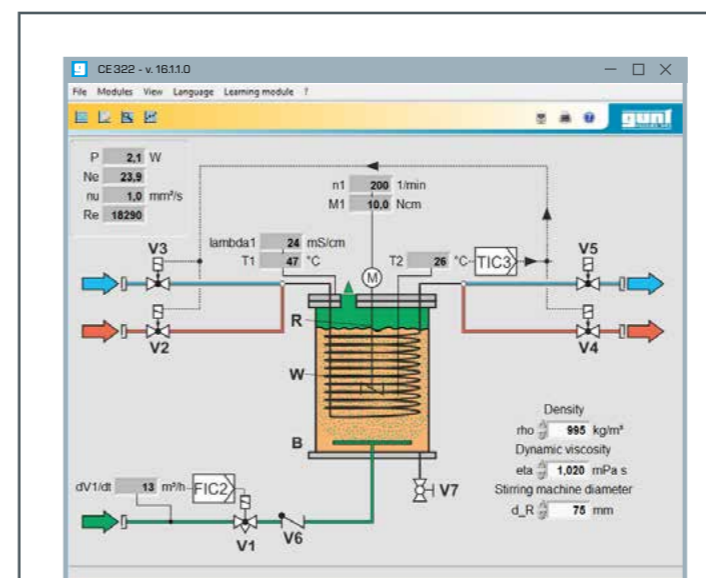 CE322 - v. 16.1.1.0
File Modules View Language Learning module ?
gunt
P 2,1 W
Ne 23,9
nu 1,0 mm²/s
Re 18290
n1 200 1/min
M1 10,0 Ncm
lambda1 24 mS/cm
T1 47 °C
T2 26 °C
TIC3
V3
V5
M
V2
V4
R
W
B
Density
rho 995 kg/m³
Dynamic viscosity
eta 1,020 mPa s
Stirring machine diameter
d_R 75 mm
dV1/dt 13 m³/h
FIC2
V7
V1
V6